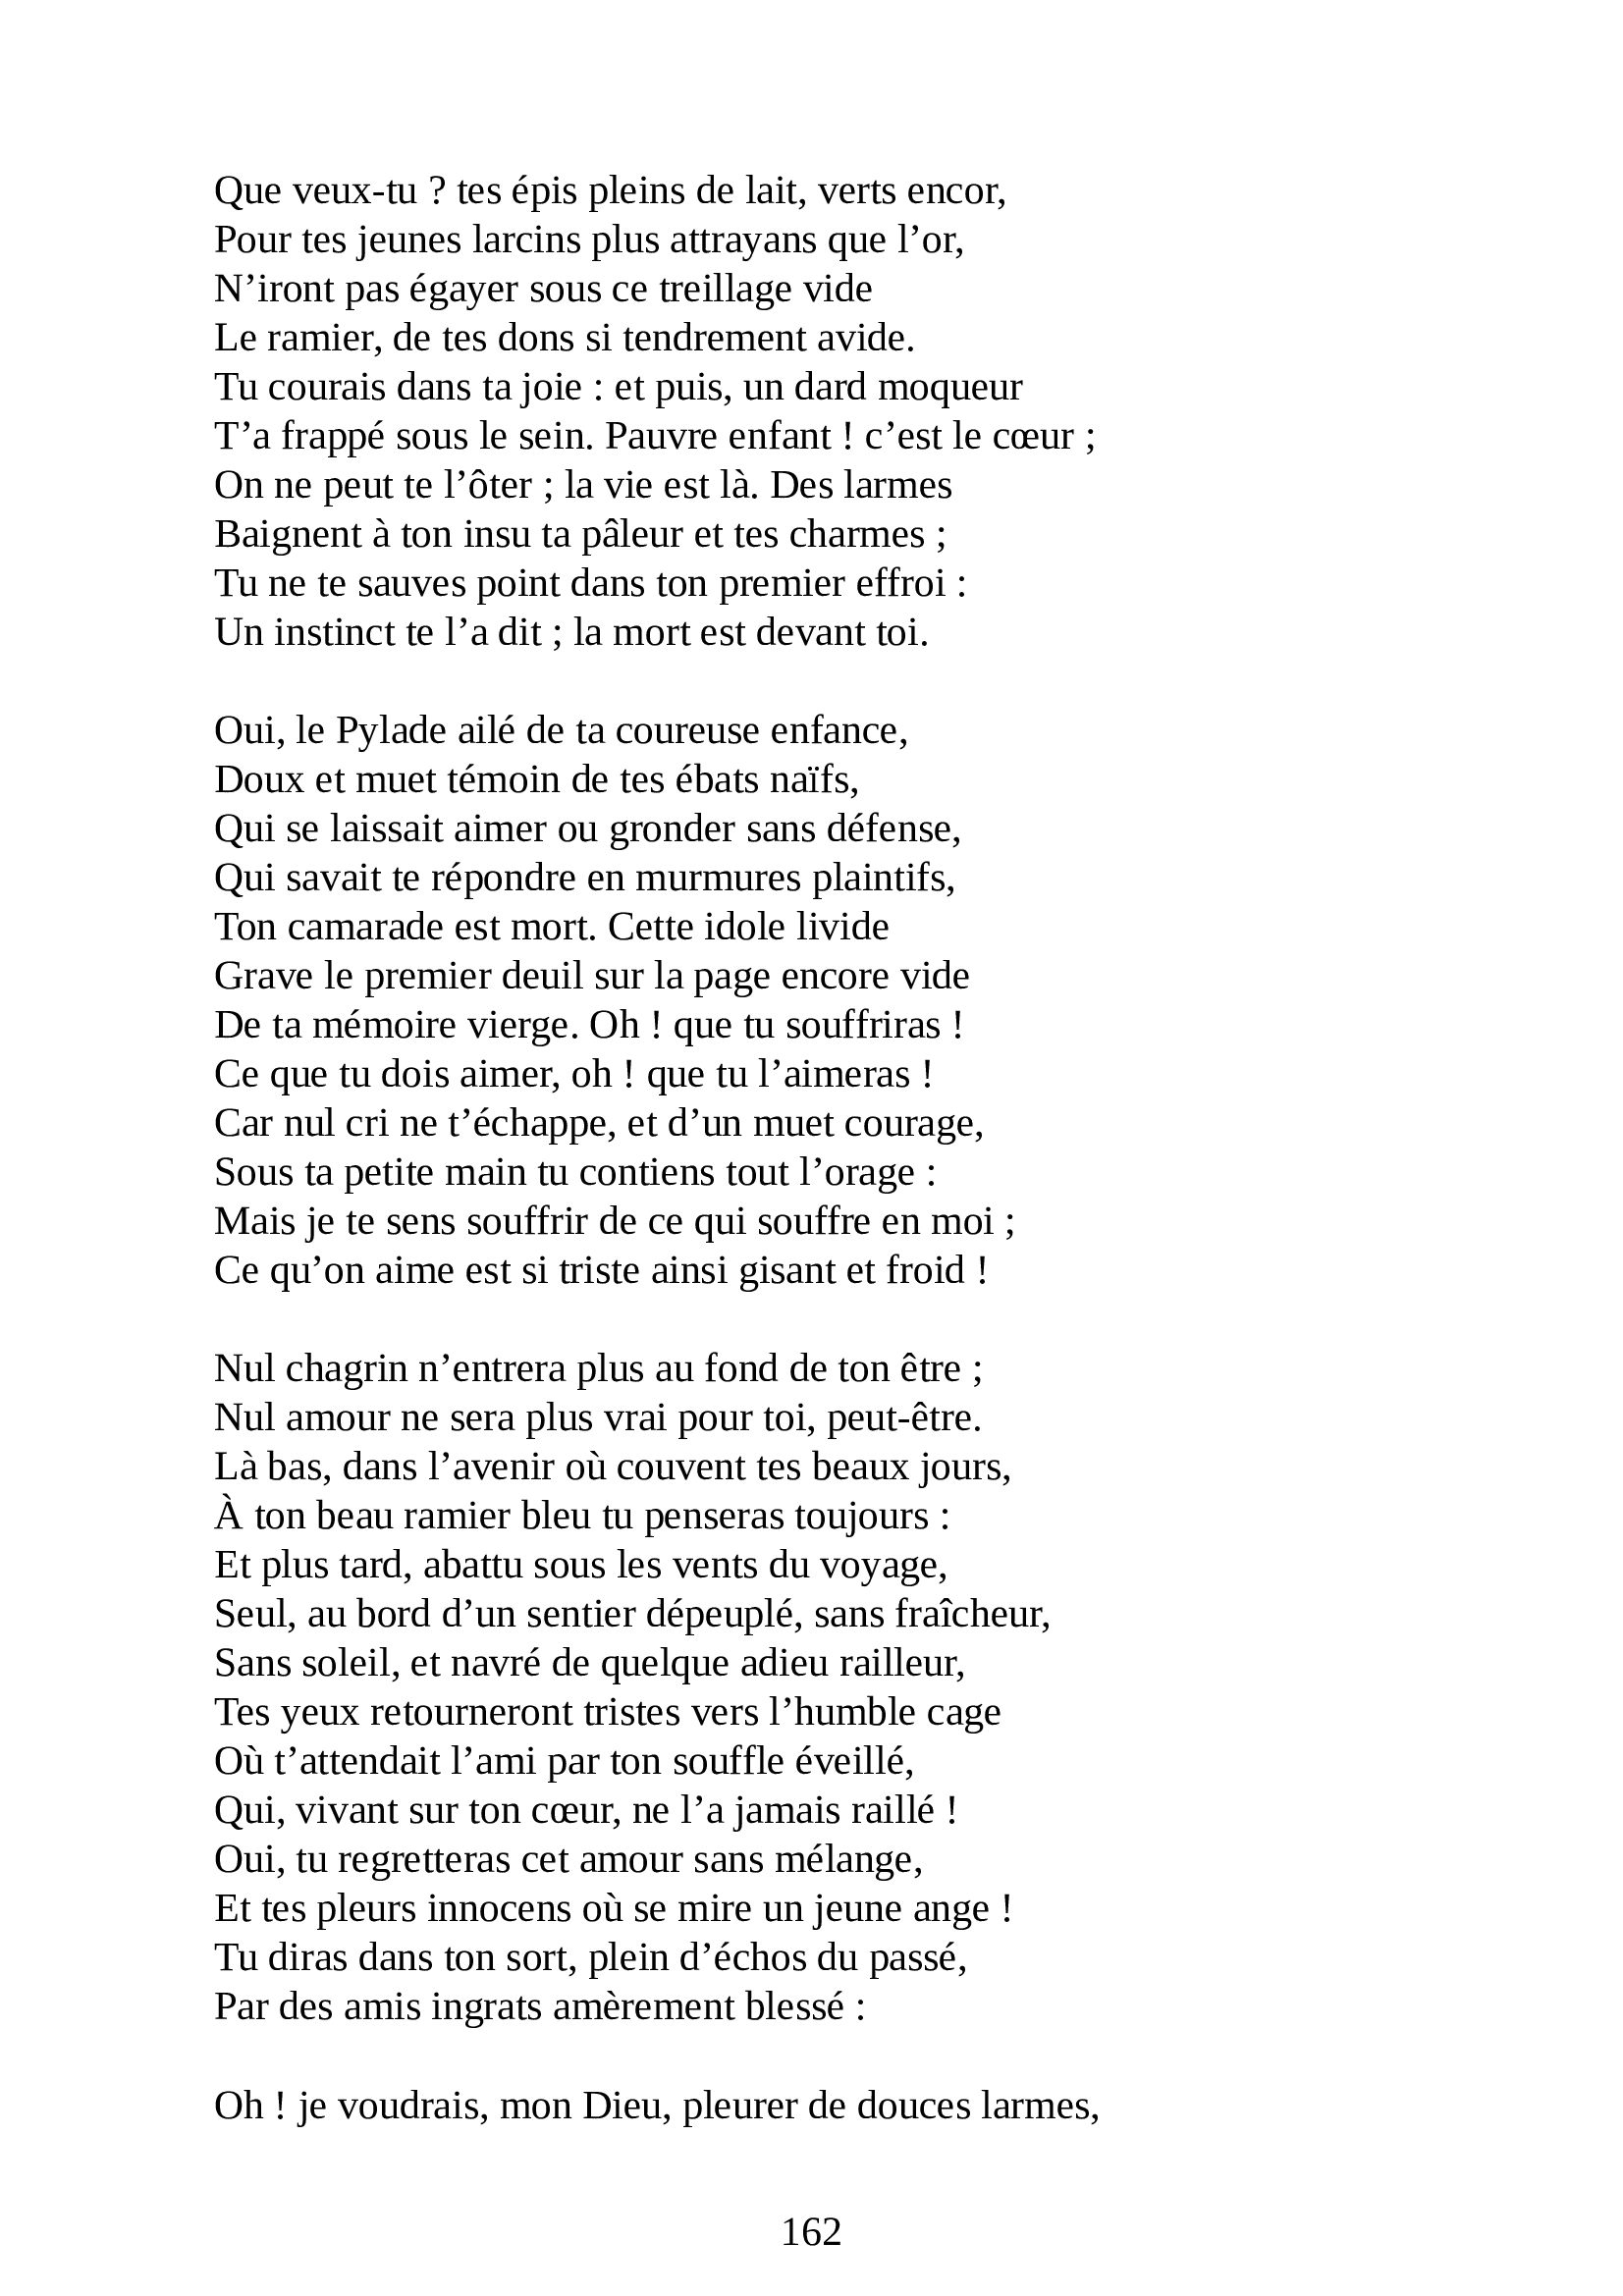 Que veux-tu ? tes épis pleins de lait, verts encor,
Pour tes jeunes larcins plus attrayans que l’or,
N’iront pas égayer sous ce treillage vide
Le ramier, de tes dons si tendrement avide.
Tu courais dans ta joie : et puis, un dard moqueur
T’a frappé sous le sein. Pauvre enfant ! c’est le cœur ;
On ne peut te l’ôter ; la vie est là. Des larmes
Baignent à ton insu ta pâleur et tes charmes ;
Tu ne te sauves point dans ton premier effroi :
Un instinct te l’a dit ; la mort est devant toi.

Oui, le Pylade ailé de ta coureuse enfance,
Doux et muet témoin de tes ébats naïfs,
Qui se laissait aimer ou gronder sans défense,
Qui savait te répondre en murmures plaintifs,
Ton camarade est mort. Cette idole livide
Grave le premier deuil sur la page encore vide
De ta mémoire vierge. Oh ! que tu souffriras !
Ce que tu dois aimer, oh ! que tu l’aimeras !
Car nul cri ne t’échappe, et d’un muet courage,
Sous ta petite main tu contiens tout l’orage :
Mais je te sens souffrir de ce qui souffre en moi ;
Ce qu’on aime est si triste ainsi gisant et froid !

Nul chagrin n’entrera plus au fond de ton être ;
Nul amour ne sera plus vrai pour toi, peut-être.
Là bas, dans l’avenir où couvent tes beaux jours,
À ton beau ramier bleu tu penseras toujours :
Et plus tard, abattu sous les vents du voyage,
Seul, au bord d’un sentier dépeuplé, sans fraîcheur,
Sans soleil, et navré de quelque adieu railleur,
Tes yeux retourneront tristes vers l’humble cage
Où t’attendait l’ami par ton souffle éveillé,
Qui, vivant sur ton cœur, ne l’a jamais raillé !
Oui, tu regretteras cet amour sans mélange,
Et tes pleurs innocens où se mire un jeune ange !
Tu diras dans ton sort, plein d’échos du passé,
Par des amis ingrats amèrement blessé :

Oh ! je voudrais, mon Dieu, pleurer de douces larmes,

162